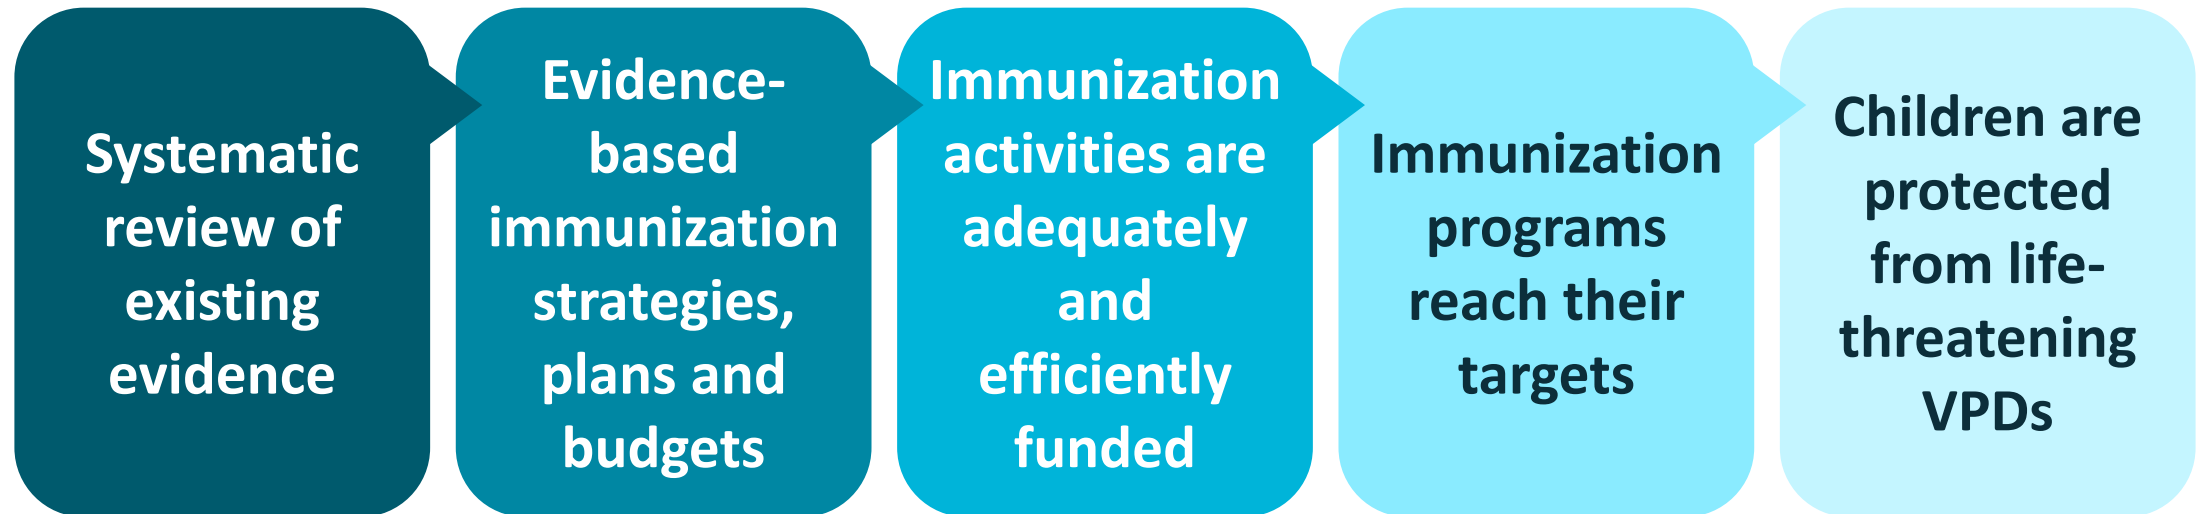 Systematic
review of
existing
evidence
Evidence-
based
immunization
strategies,
plans and
budgets
Immunization
activities are
adequately
and
efficiently
funded
Immunization
programs
reach their
targets
Children are
protected
from life-
threatening
VPDs